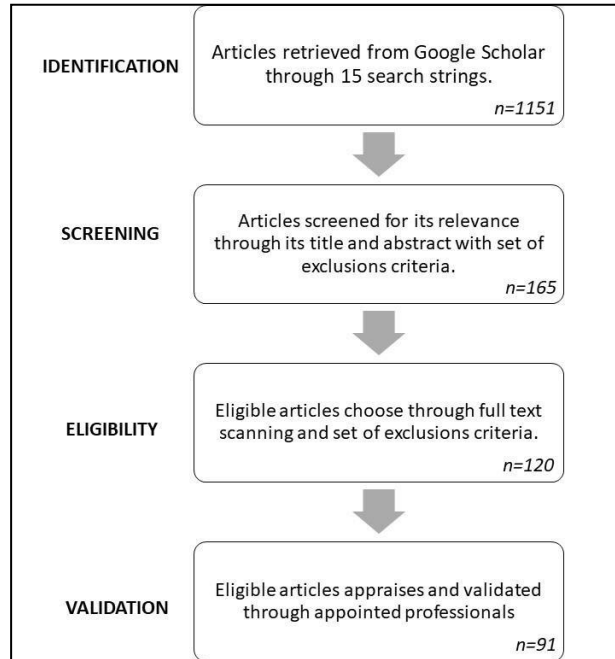 IDENTIFICATION
Articles retrieved from Google Scholar
through 15 search strings.
n=1151
SCREENING
Articles screened for its relevance
through its title and abstract with set of
exclusions criteria.
n=165
ELIGIBILITY
Eligible articles choose through full text
scanning and set of exclusions criteria.
n=120
VALIDATION
Eligible articles appraises and validated
through appointed professionals
n=91